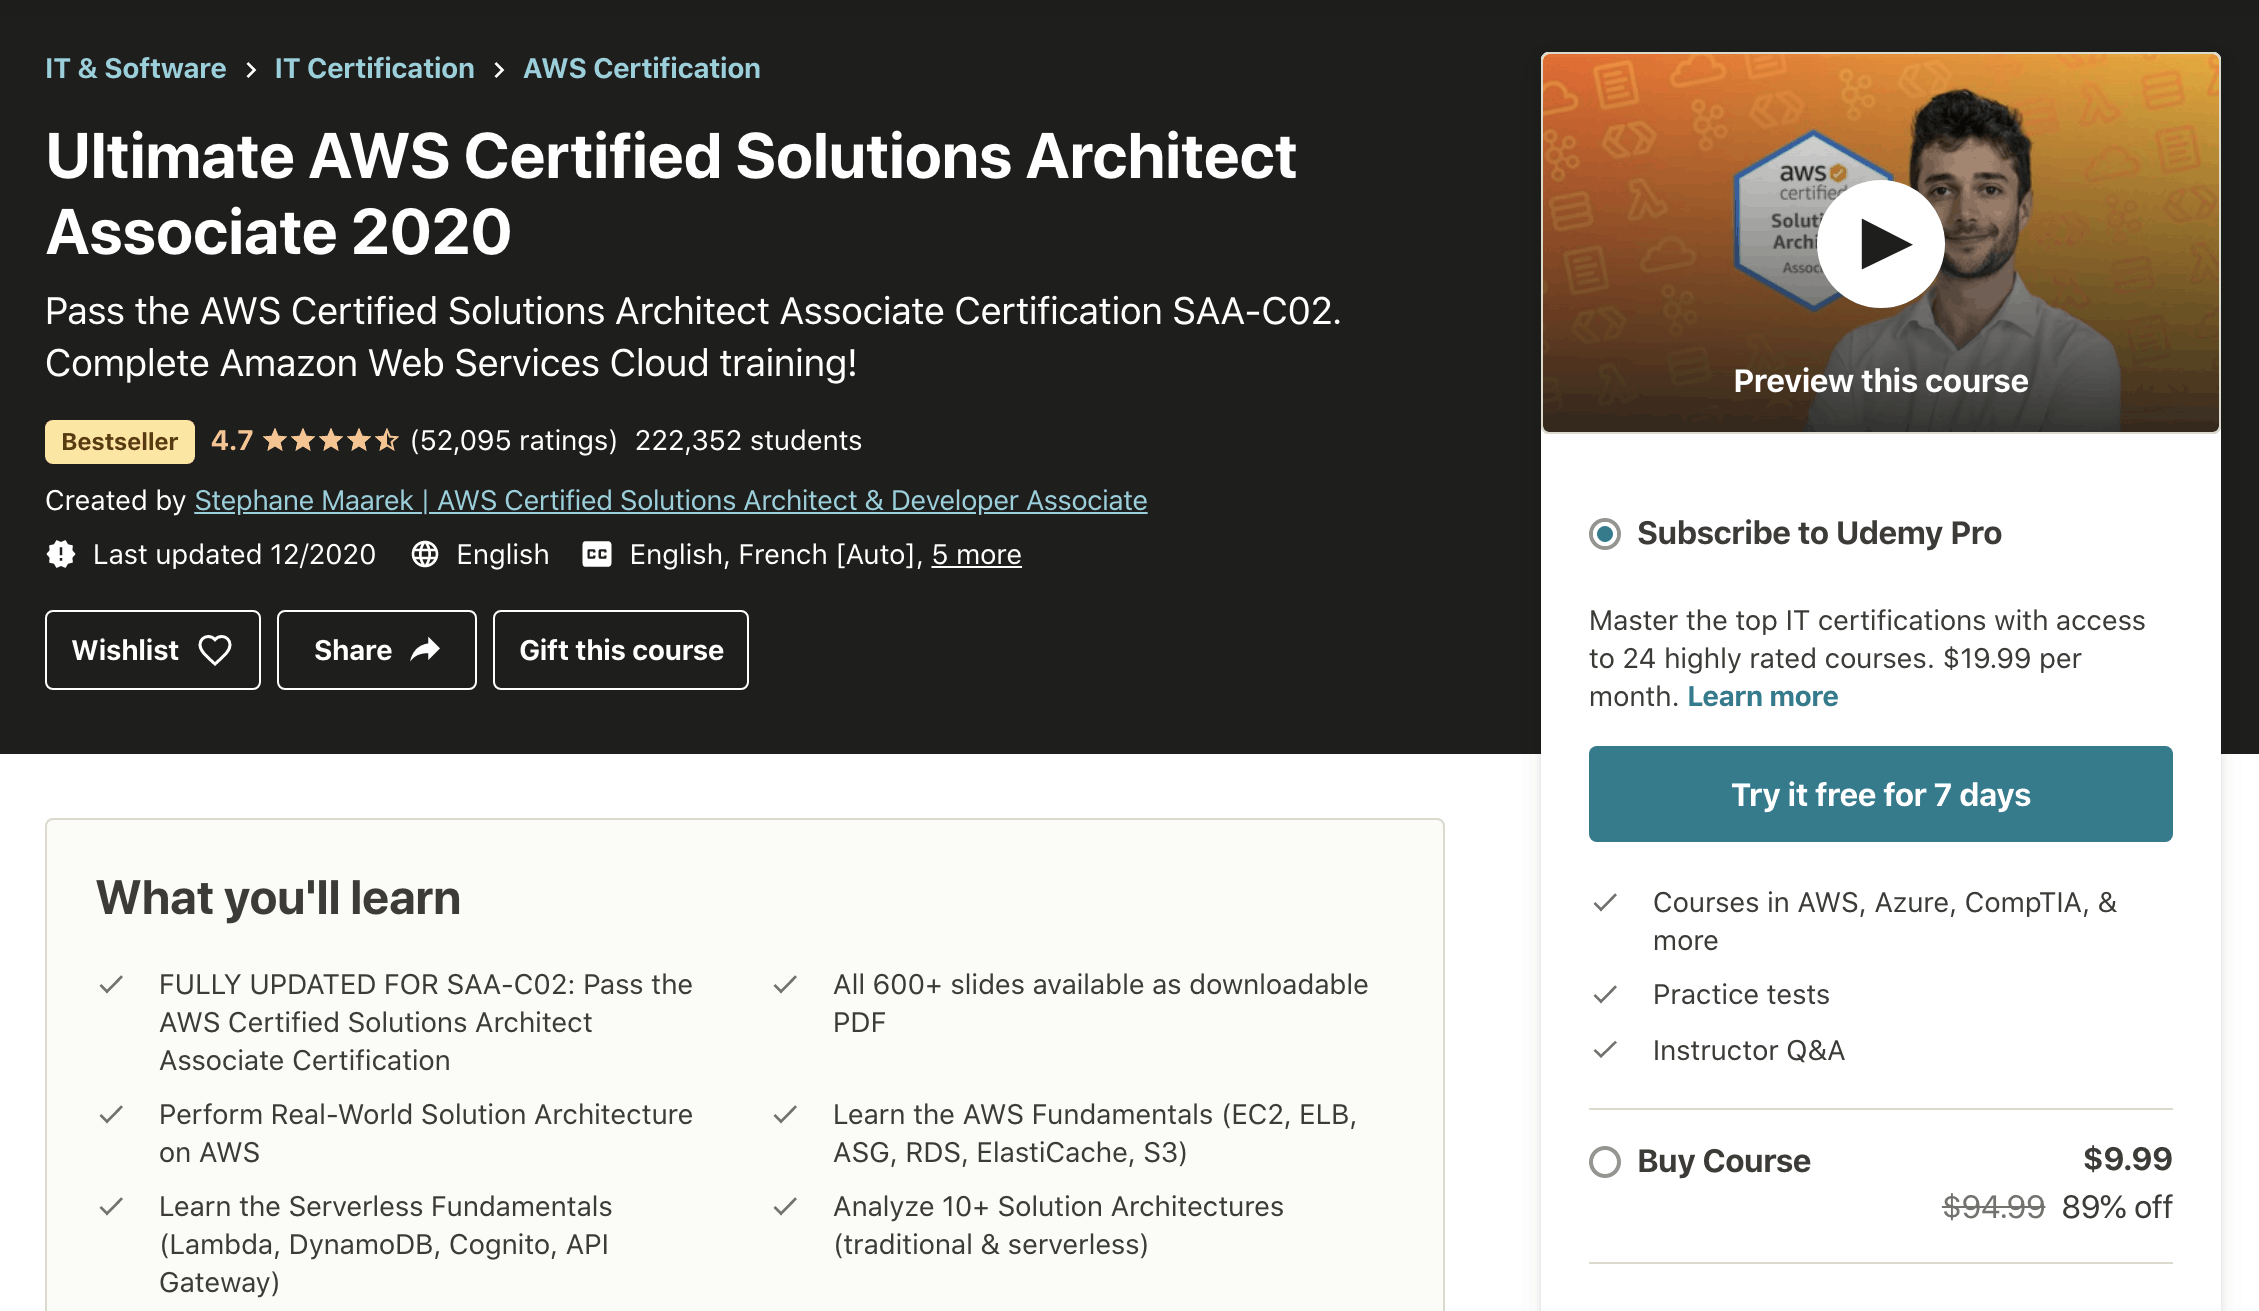 IT & Software > IT Certification > AWS Certification
Ultimate AWS Certified Solutions Architect
Associate 2020
Pass the AWS Certified Solutions Architect Associate Certification SAA-C02.
Complete Amazon Web Services Cloud training!
Bestseller 4.7 (52,095 ratings) 222,352 students
Created by Stephane Maarek | AWS Certified Solutions Architect & Developer Associate
Last updated 12/2020 English CC English, French [Auto], 5 more
Wishlist Share Gift this course
What you'll learn
FULLY UPDATED FOR SAA-C02: Pass the
AWS Certified Solutions Architect
Associate Certification
All 600+ slides available as downloadable
PDF
Perform Real-World Solution Architecture
on AWS
Learn the AWS Fundamentals (EC2, ELB,
ASG, RDS, ElastiCache, S3)
Learn the Serverless Fundamentals
(Lambda, DynamoDB, Cognito, API
Gateway)
Analyze 10+ Solution Architectures
(traditional & serverless)
aws
certified
Preview this course
Subscribe to Udemy Pro
Master the top IT certifications with access
to 24 highly rated courses. $19.99 per
month. Learn more
Try it free for 7 days
Courses in AWS, Azure, CompTIA, &
more
Practice tests
Instructor Q&A
Buy Course $9.99
$94.99 89% off